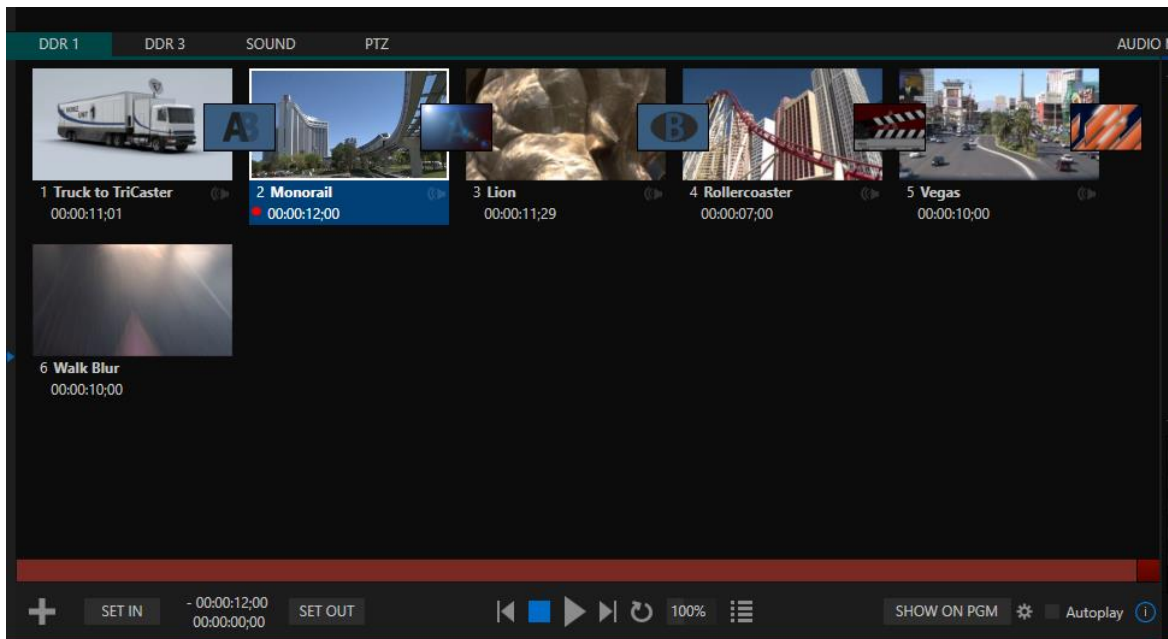 DDR 1 DDR 3 SOUND PTZ AUDIO
AB A B
1 Truck to TriCaster 2 Monorail 3 Lion 4 Rollercoaster 5 Vegas
00:00:11;01 00:00:12;00 00:00:11;29 00:00:07;00 00:00:10;00
6 Walk Blur
00:00:10;00
- 00:00:12;00
SET IN SET OUT 100% SHOW ON PGM Autoplay
00:00:00;00